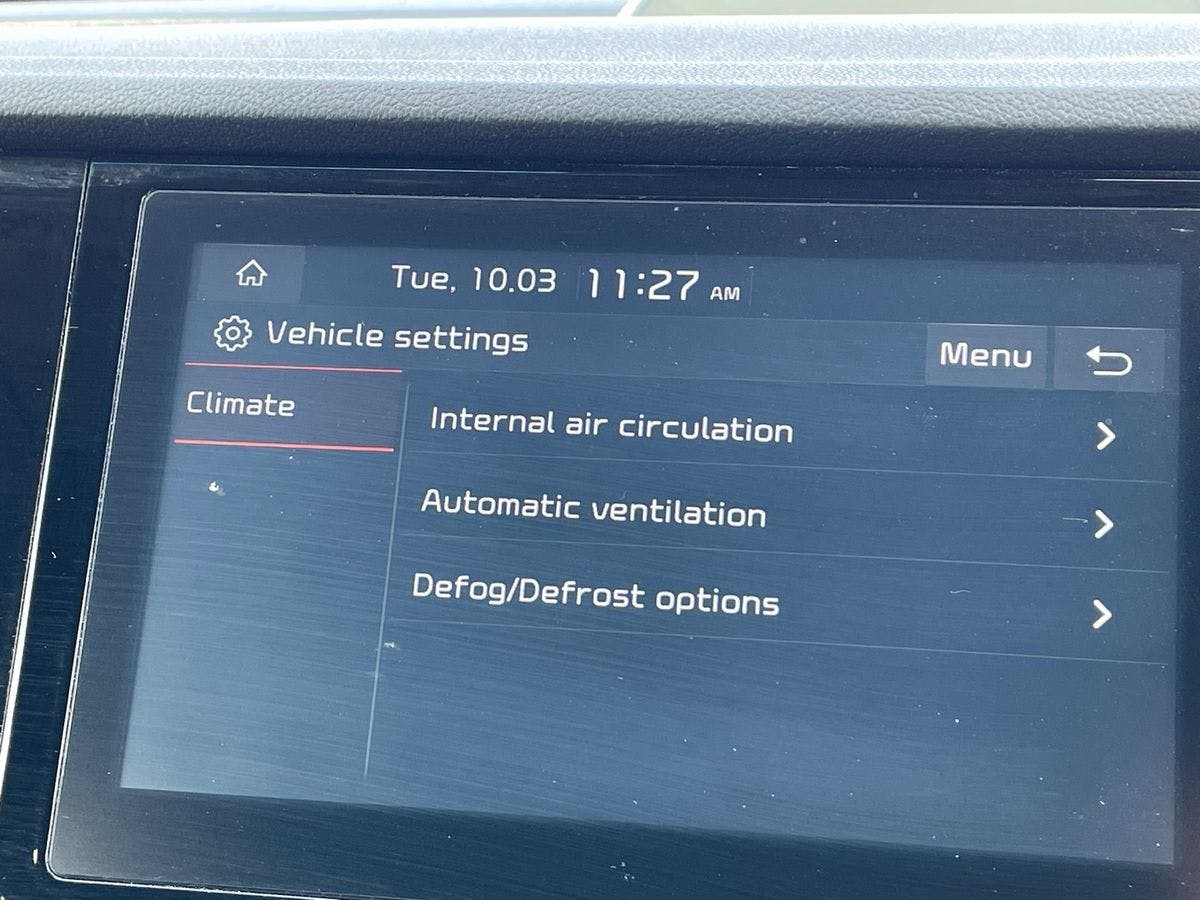 Tue, 10.03 11:27 AM
Vehicle settings
Menu
Climate
Internal air circulation
Automatic ventilation
Defog/Defrost options